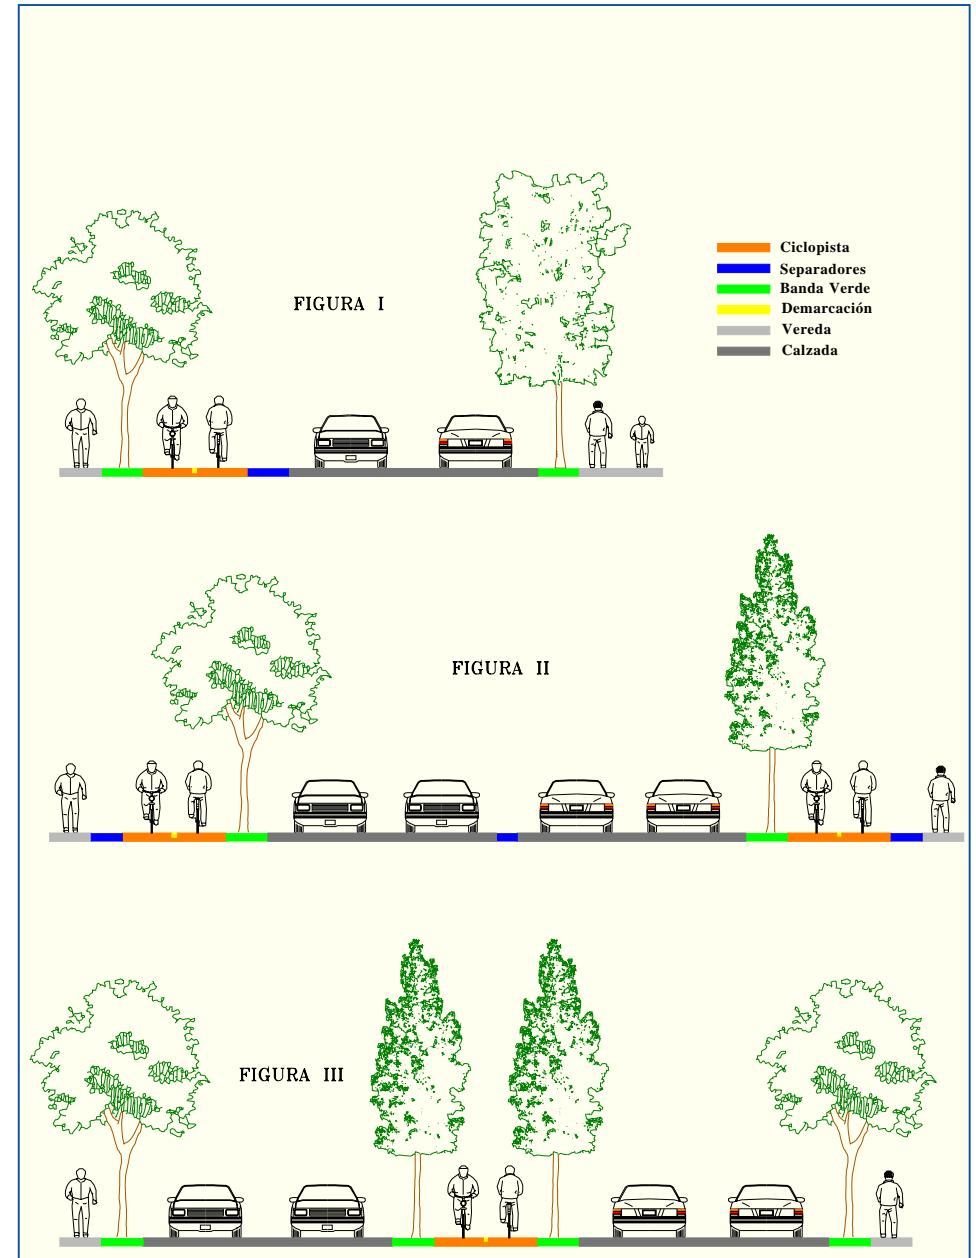 FIGURA I
Ciclopista
Separadores
Banda Verde
Demarcación
Vereda
Calzada
FIGURA II
FIGURA III